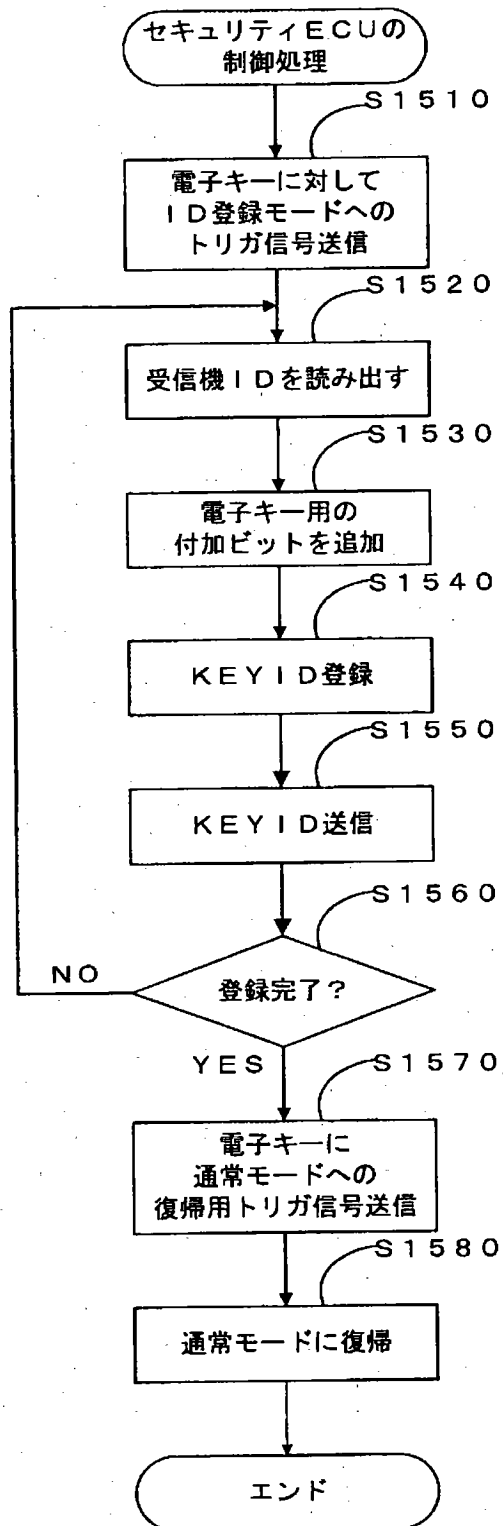 セキュリティECUの
制御処理
S1510
電子キーに対して
ID登録モードへの
トリガ信号送信
S1520
受信機IDを読み出す
S1530
電子キー用の
付加ビットを追加
S1540
KEYID登録
S1550
KEYID送信
S1560
登録完了?
NO
YES
S1570
電子キーに
通常モードへの
復帰用トリガ信号送信
S1580
通常モードに復帰
エンド